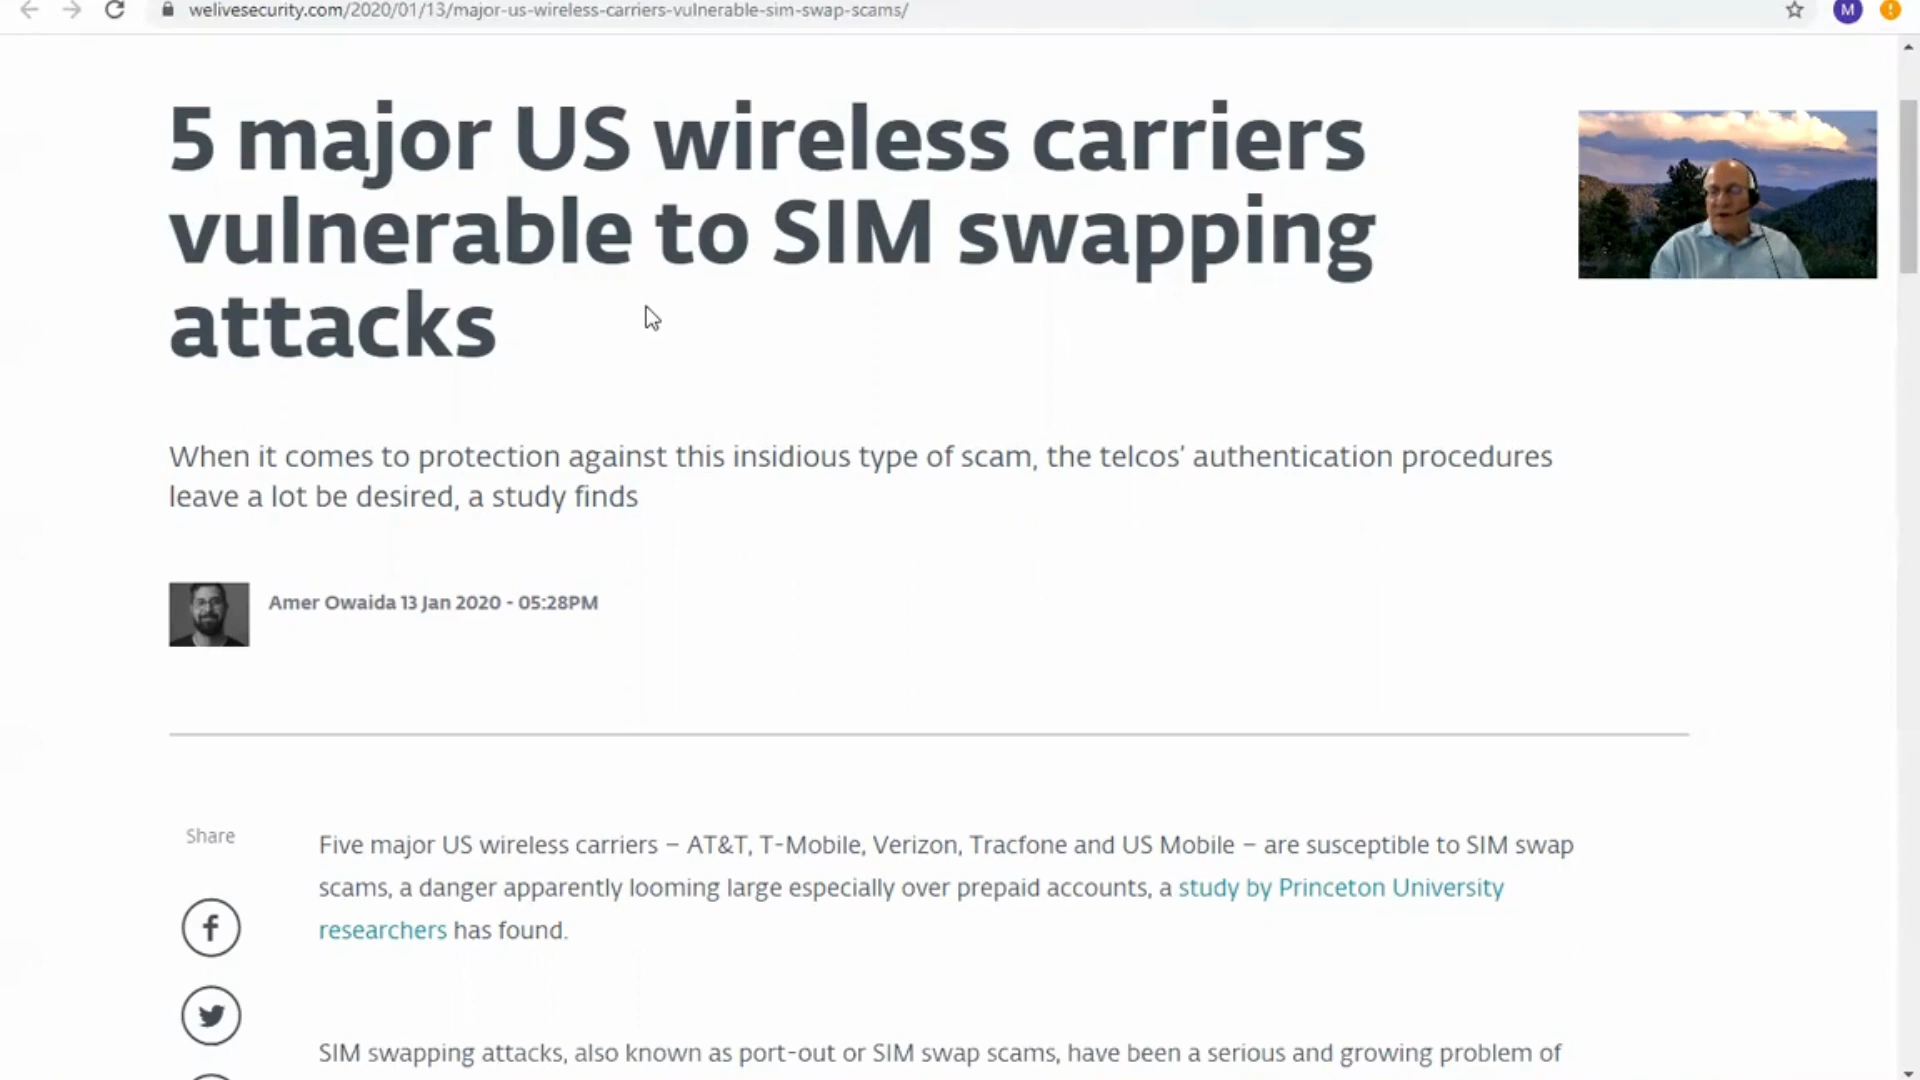 welivesecurity.com/2020/01/13/major-us-wireless-carriers-vulnerable-sim-swap-scams/
M
5 major US wireless carriers
vulnerable to SIM swapping
attacks
When it comes to protection against this insidious type of scam, the telcos’ authentication procedures
leave a lot be desired, a study finds
Amer Owaida 13 Jan 2020 - 05:28PM
Share
Five major US wireless carriers – AT&T, T-Mobile, Verizon, Tracfone and US Mobile – are susceptible to SIM swap
scams, a danger apparently looming large especially over prepaid accounts, a study by Princeton University
researchers has found.
SIM swapping attacks, also known as port-out or SIM swap scams, have been a serious and growing problem of